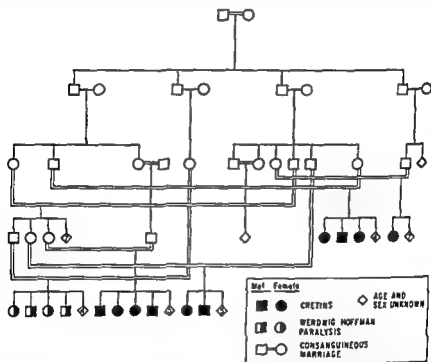 Male Female
CRETINS
AGE AND
SEX UNKNOWN
WERDNIG HOFFMAN
PARALYSIS
CONSANGUINEOUS
MARRIAGE